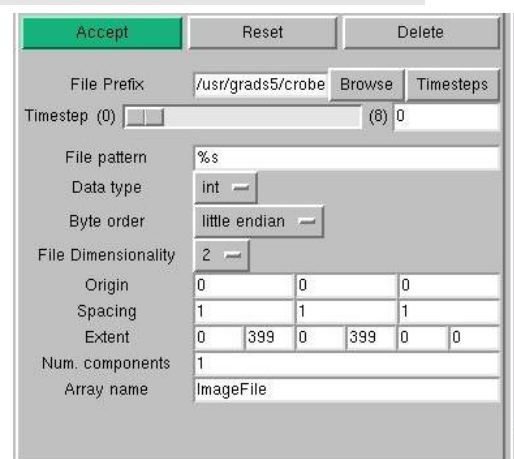 Accept Reset Delete
File Prefix /usr/grads5/crobe Browse Timesteps
Timestep (0) (8) 0
File pattern %s
Data type int
Byte order little endian
File Dimensionality 2
Origin 0 0 0
Spacing 1 1 1
Extent 0 399 0 399 0 0
Num. components 1
Array name ImageFile